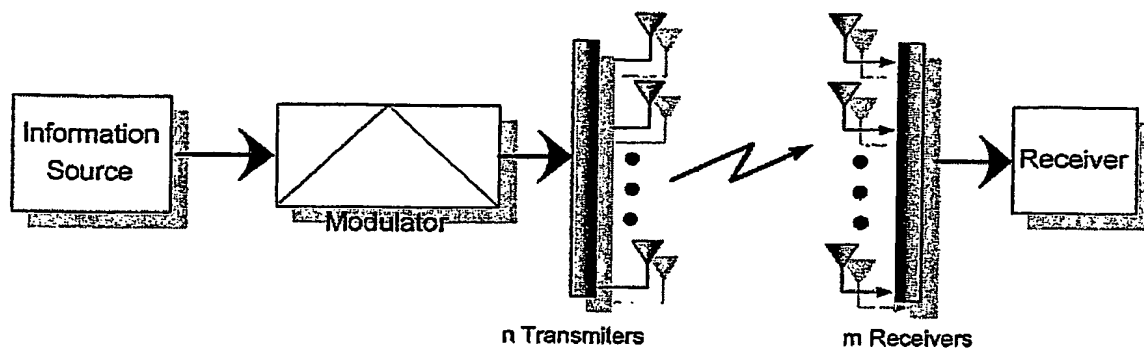 Information
Source
Modulator
n Transmiters
m Receivers
Receiver